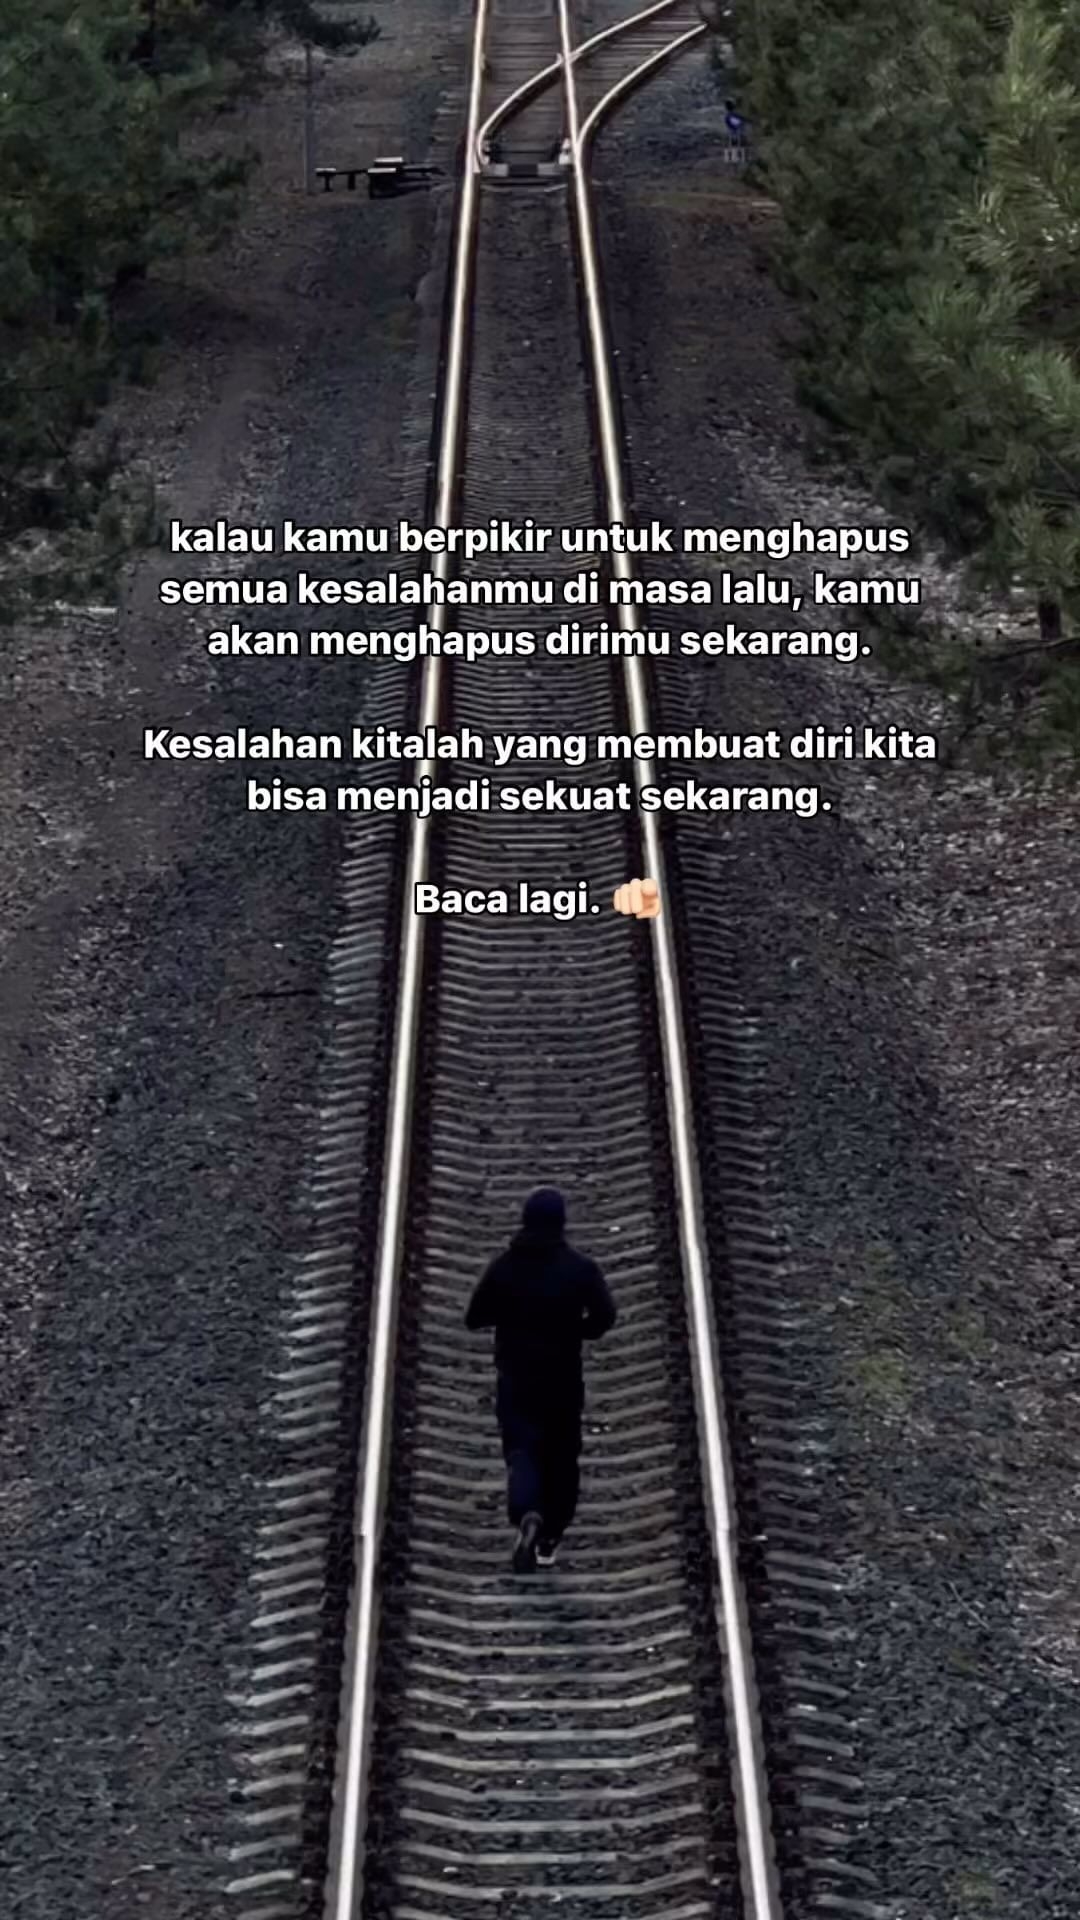 kalau kamu berpikir untuk menghapus
semua kesalahanmu di masa lalu, kamu
akan menghapus dirimu sekarang.
Kesalahan kitalah yang membuat diri kita
bisa menjadi sekuat sekarang.
Baca lagi. 🫵🏻